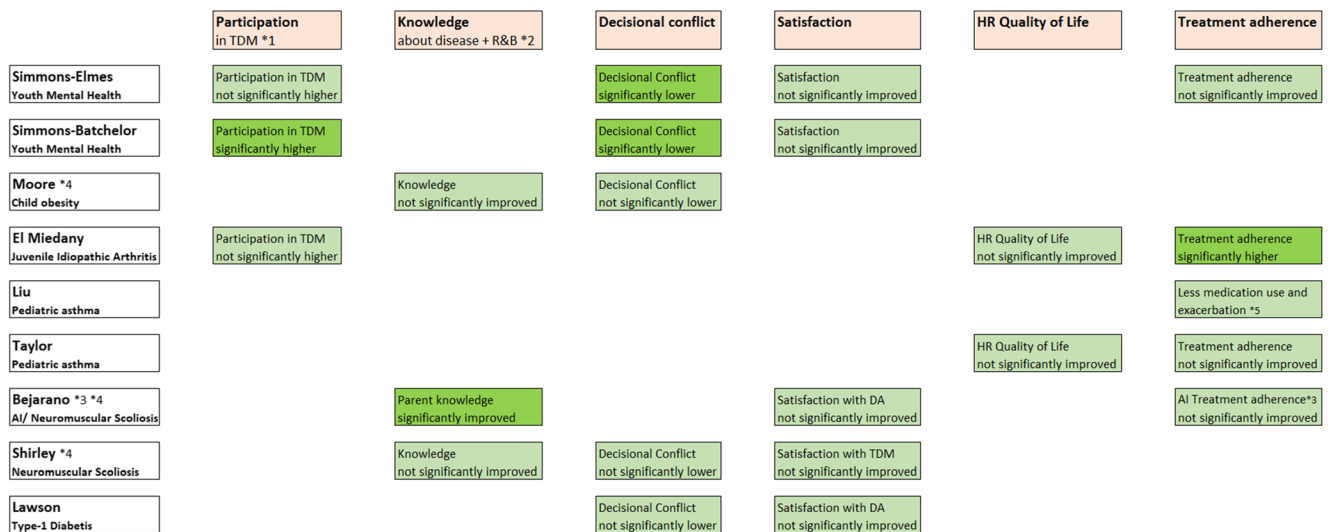 Participation
in TDM *1
Knowledge
about disease + R&B *2
Decisional conflict
Satisfaction
HR Quality of Life
Treatment adherence
Simmons-Elmes
Youth Mental Health
Participation in TDM
not significantly higher
Decisional Conflict
significantly lower
Satisfaction
not significantly improved
Treatment adherence
not significantly improved
Simmons-Batchelor
Youth Mental Health
Participation in TDM
significantly higher
Decisional Conflict
significantly lower
Satisfaction
not significantly improved
Moore *4
Child obesity
Knowledge
not significantly improved
Decisional Conflict
not significantly lower
El Miedany
Juvenile Idiopathic Arthritis
Participation in TDM
not significantly higher
HR Quality of Life
not significantly improved
Treatment adherence
significantly higher
Liu
Pediatric asthma
Less medication use and
exacerbation *5
Taylor
Pediatric asthma
HR Quality of Life
not significantly improved
Treatment adherence
not significantly improved
Bejarano *3 *4
AI/ Neuromuscular Scoliosis
Parent knowledge
significantly improved
Satisfaction with DA
not significantly improved
AI Treatment adherence*3
not significantly improved
Shirley *4
Neuromuscular Scoliosis
Knowledge
not significantly improved
Decisional Conflict
not significantly lower
Satisfaction with TDM
not significantly improved
Lawson
Type-1 Diabetis
Decisional Conflict
not significantly lower
Satisfaction with DA
not significantly improved